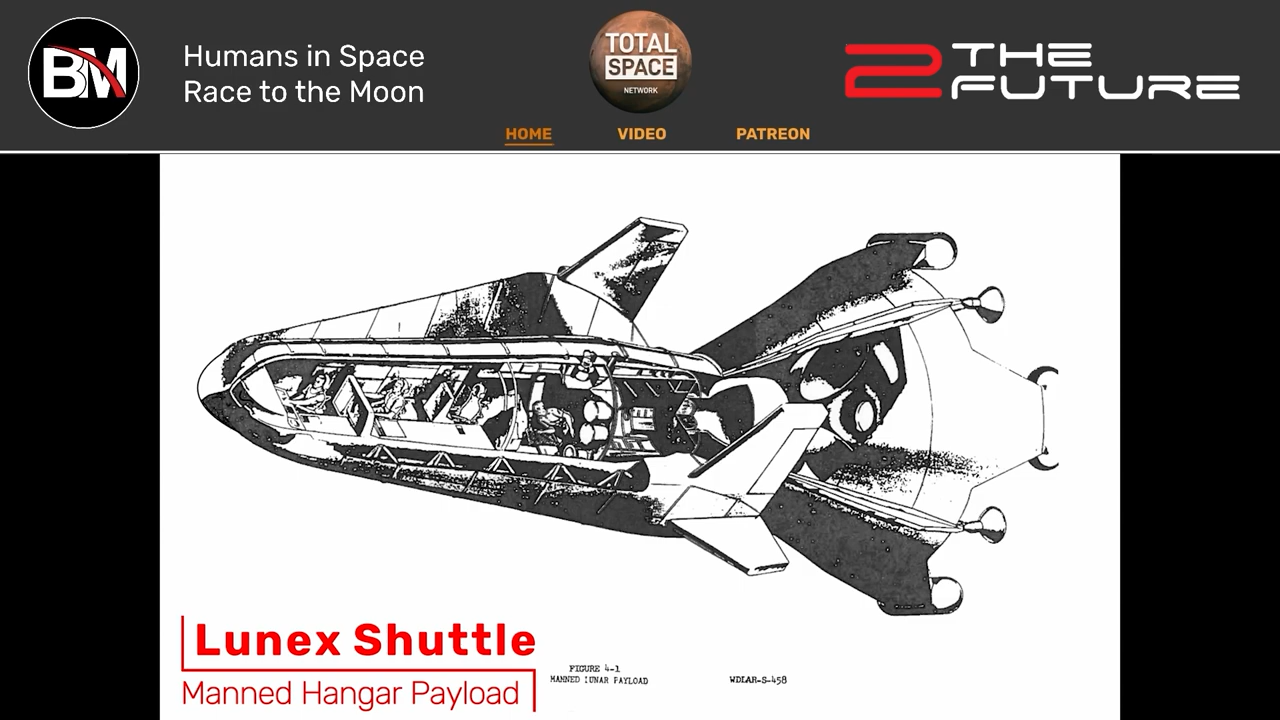 BM
Humans in Space
Race to the Moon
TOTAL
SPACE
NETWORK
2 THE
FUTURE
HOME
VIDEO
PATREON
Lunex Shuttle
Manned Hangar Payload
FIGURE 4-1
MANNED LUNAR PAYLOAD
WDLAR-S-458